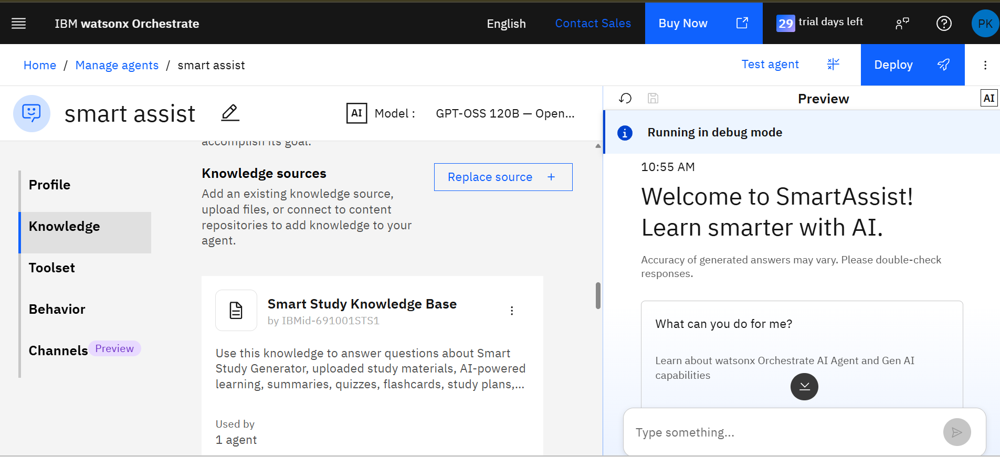 IBM watsonx Orchestrate
English
Contact Sales
Buy Now
29 trial days left
PK
Home / Manage agents / smart assist
Test agent
Deploy
smart assist
AI Model :
GPT-OSS 120B — Open...
accomplish its goal.
Profile
Knowledge
Toolset
Behavior
Channels Preview
Knowledge sources
Replace source +
Add an existing knowledge source,
upload files, or connect to content
repositories to add knowledge to your
agent.
Smart Study Knowledge Base
by IBMid-691001STS1
Use this knowledge to answer questions about Smart
Study Generator, uploaded study materials, AI-powered
learning, summaries, quizzes, flashcards, study plans,...
Used by
1 agent
Preview
AI
Running in debug mode
10:55 AM
Welcome to SmartAssist!
Learn smarter with AI.
Accuracy of generated answers may vary. Please double-check
responses.
What can you do for me?
Learn about watsonx Orchestrate AI Agent and Gen AI
capabilities
Type something...